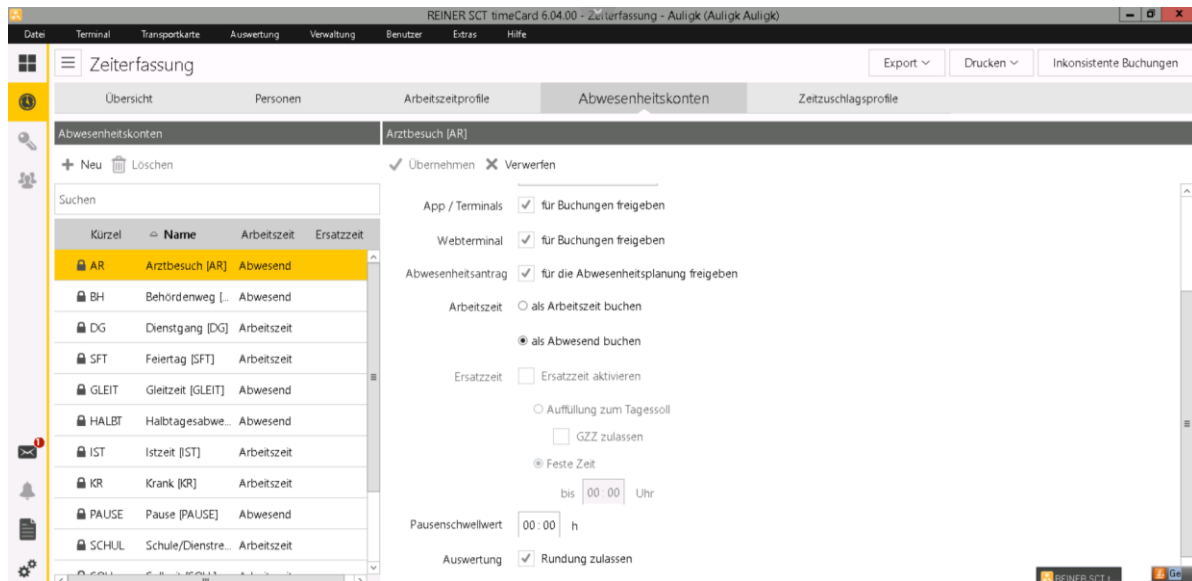 REINER SCT timeCard 6.04.00 - Zeiterfassung - Auligk (Auligk Auligk)
Datei Terminal Transportkarte Auswertung Verwaltung Benutzer Extras Hilfe
Zeiterfassung Export Drucken Inkonsistente Buchungen
Übersicht Personen Arbeitszeitprofile Abwesenheitskonten Zeitzuschlagsprofile
Abwesenheitskonten Arztbesuch [AR]
Neu Löschen Übernehmen Verwerfen
Suchen
App / Terminals für Buchungen freigeben
Kürzel Name Arbeitszeit Ersatzzeit
Webterminal für Buchungen freigeben
AR Arztbesuch [AR] Abwesend
Abwesenheitsantrag für die Abwesenheitsplanung freigeben
BH Behördenweg [... Abwesend
Arbeitszeit als Arbeitszeit buchen
DG Dienstgang [DG] Arbeitszeit
als Abwesend buchen
SFT Feiertag [SFT] Arbeitszeit
Ersatzzeit Ersatzzeit aktivieren
GLEIT Gleitzeit [GLEIT] Abwesend
Auffüllung zum Tagessoll
HALBT Halbtagesabwe... Abwesend
GZZ zulassen
1
IST Istzeit [IST] Arbeitszeit
Feste Zeit
KR Krank [KR] Arbeitszeit
bis 00:00 Uhr
PAUSE Pause [PAUSE] Abwesend
Pausenschwellwert 00:00 h
SCHUL Schule/Dienstre... Arbeitszeit
Auswertung Rundung zulassen
REINER SCT t
Ge